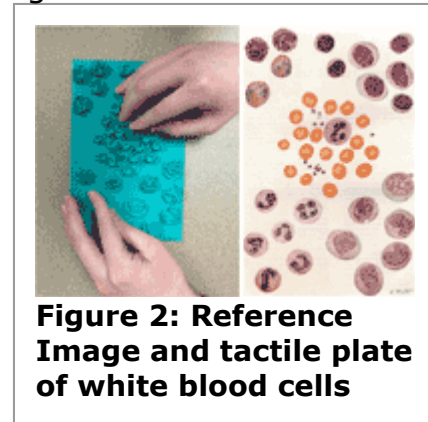 Figure 2: Reference
Image and tactile plate
of white blood cells